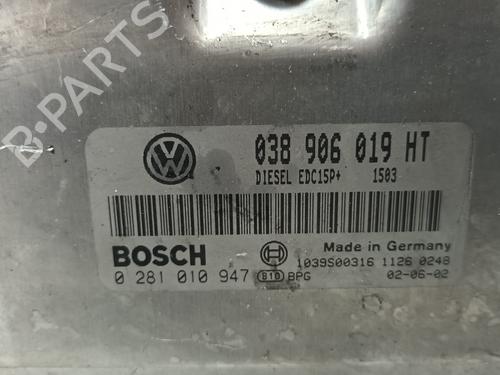 B-PARTS
038 906 019 HT
DIESEL EDC15P+ 1503
BOSCH
Made in Germany
0 281 010 947 B10 BPG
1039S00316 1126 0248
02-06-02